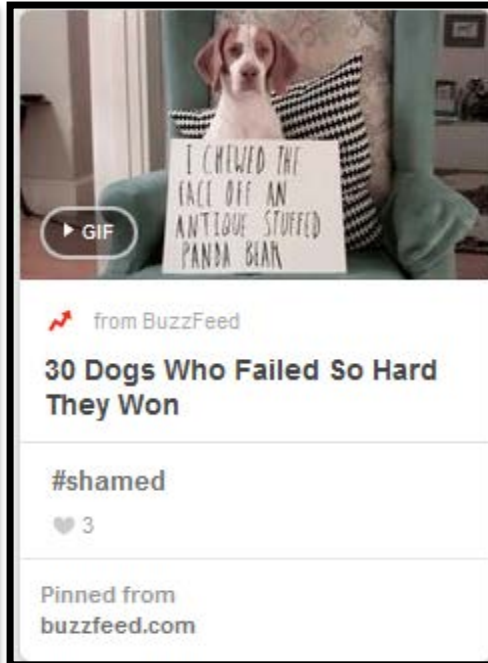 I CHEWED THE
FACE OFF AN
ANTIQUE STUFFED
PANDA BEAR
GIF
from BuzzFeed
30 Dogs Who Failed So Hard
They Won
#shamed
3
Pinned from
buzzfeed.com